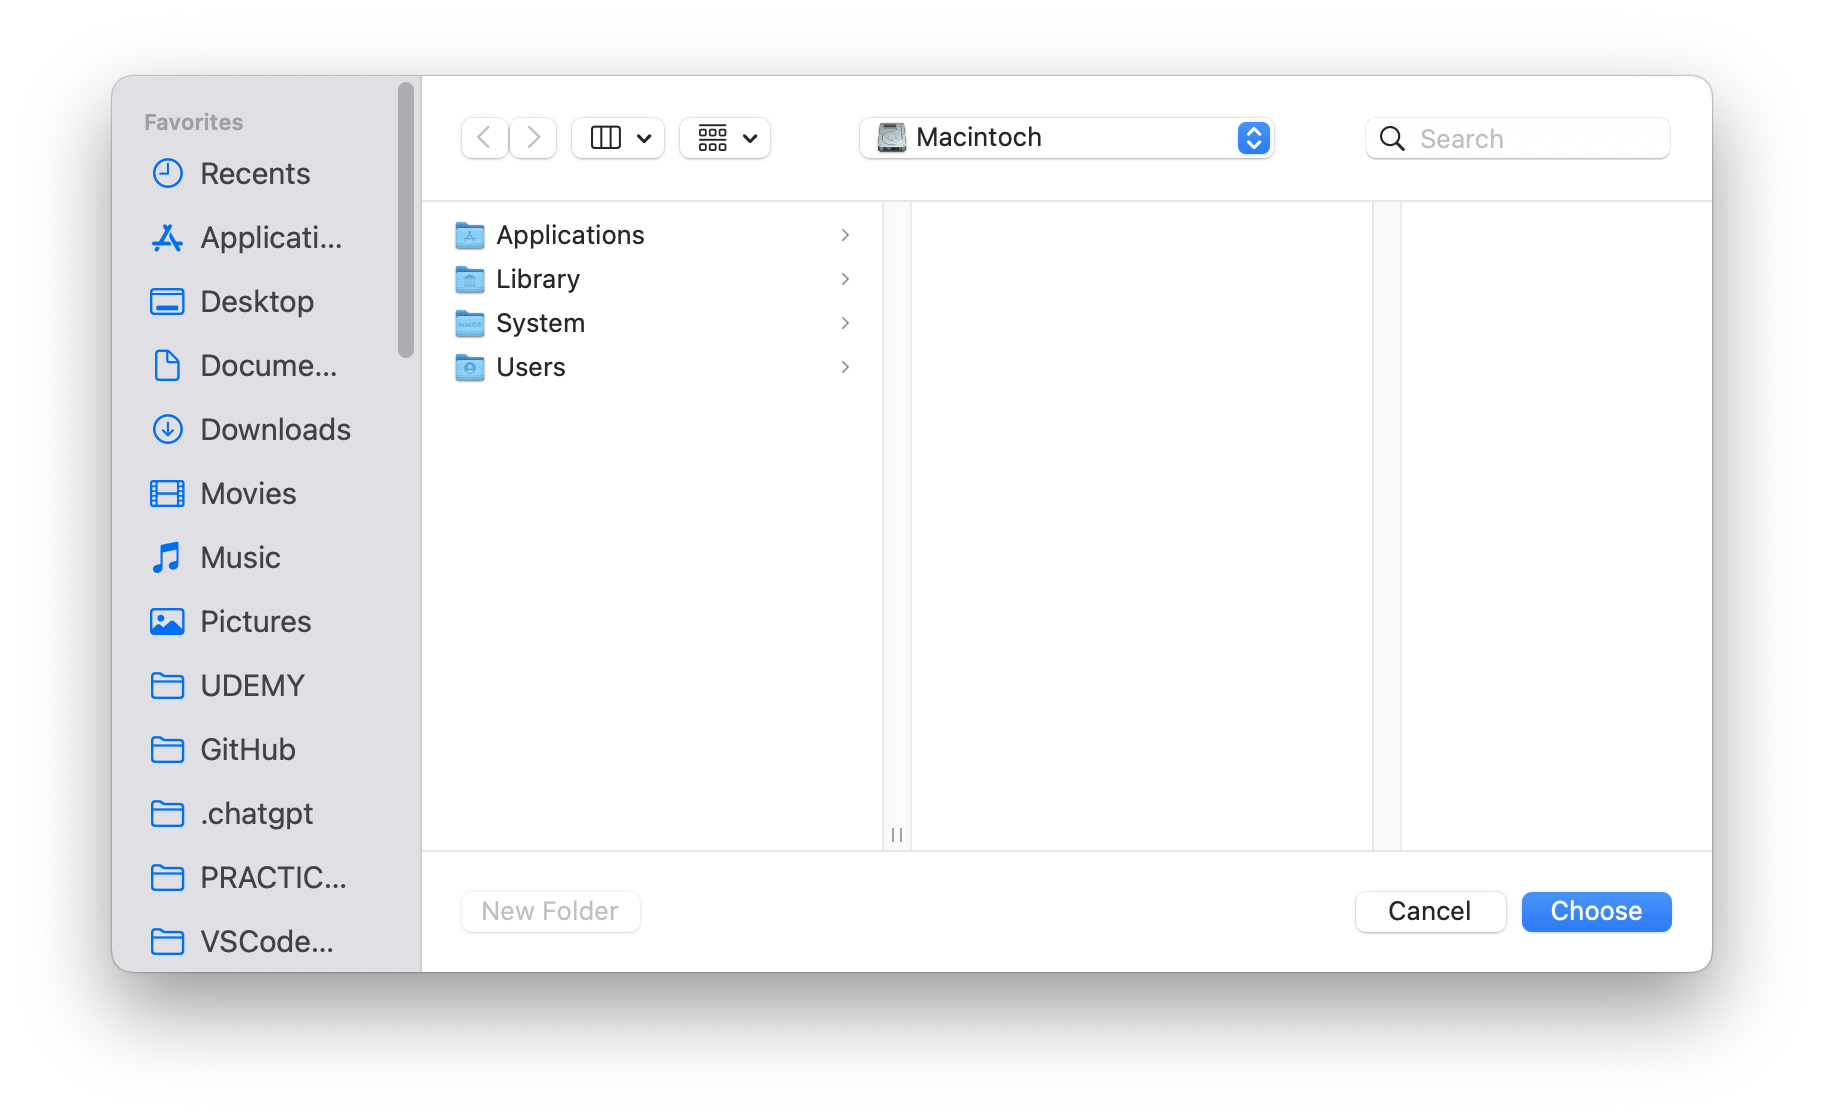 Favorites
Recents
Applicati...
Desktop
Docume...
Downloads
Movies
Music
Pictures
UDEMY
GitHub
.chatgpt
PRACTIC...
VSCode...
Macintoch
Search
Applications
Library
System
Users
New Folder
Cancel
Choose